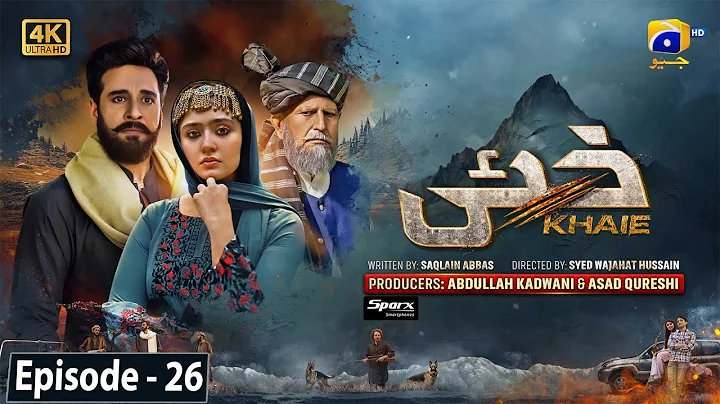 4K
ULTRA HD
HD
جیو
خئی
KHAIE
WRITTEN BY: SAQLAIN ABBAS DIRECTED BY: SYED WAJAHAT HUSSAIN
PRODUCERS: ABDULLAH KADWANI & ASAD QURESHI
Sparx
Smartphones
Episode - 26